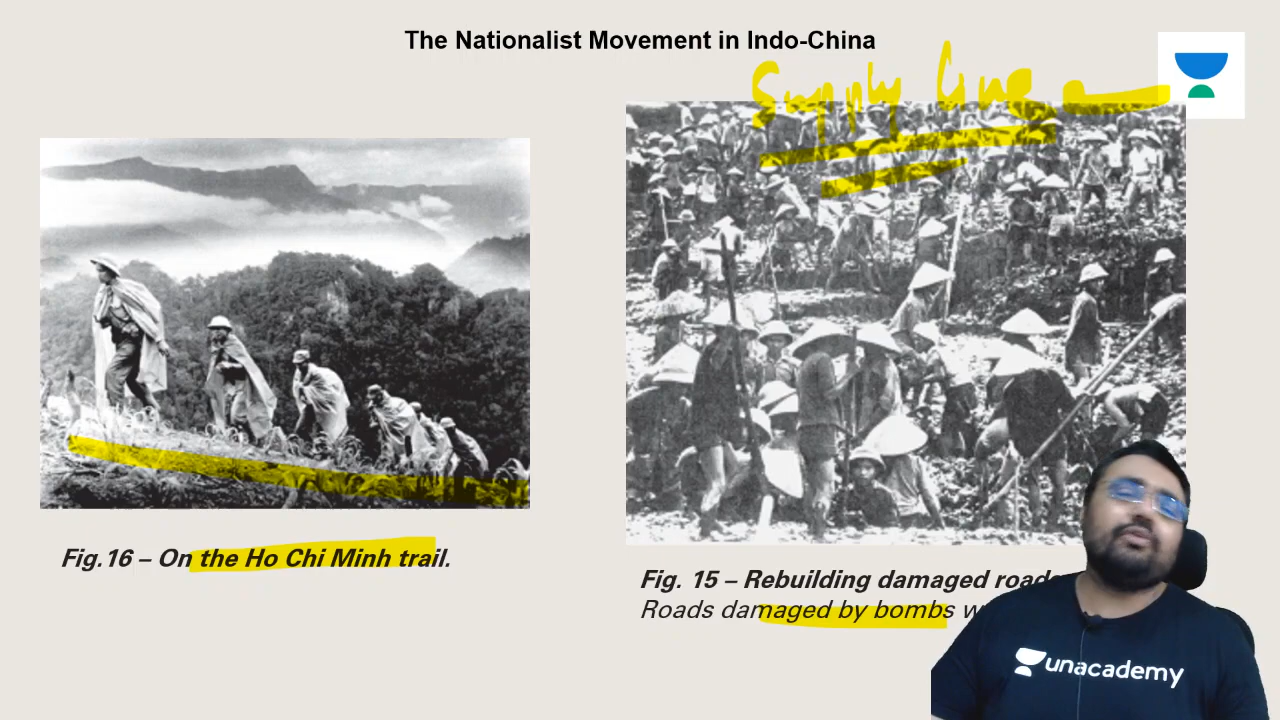 The Nationalist Movement in Indo-China
Supply line
Fig.16 – On the Ho Chi Minh trail.
Fig. 15 – Rebuilding damaged roads
Roads damaged by bombs
unacademy